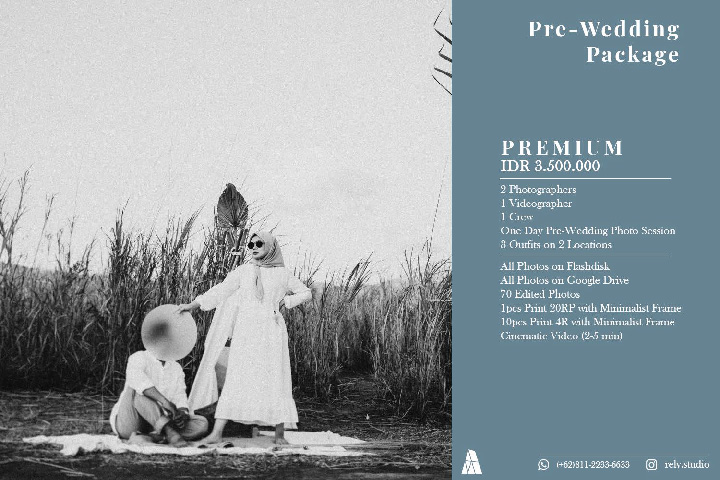 Pre-Wedding
Package
PREMIUM
IDR 3.500.000
2 Photographers
1 Videographer
1 Crew
One Day Pre-Wedding Photo Session
3 Outfits on 2 Locations
All Photos on Flashdisk
All Photos on Google Drive
70 Edited Photos
1pcs Print 20RP with Minimalist Frame
10pcs Print 4R with Minimalist Frame
Cinematic Video (2-5 min)
(+62)811-2233-6633
relv.studio